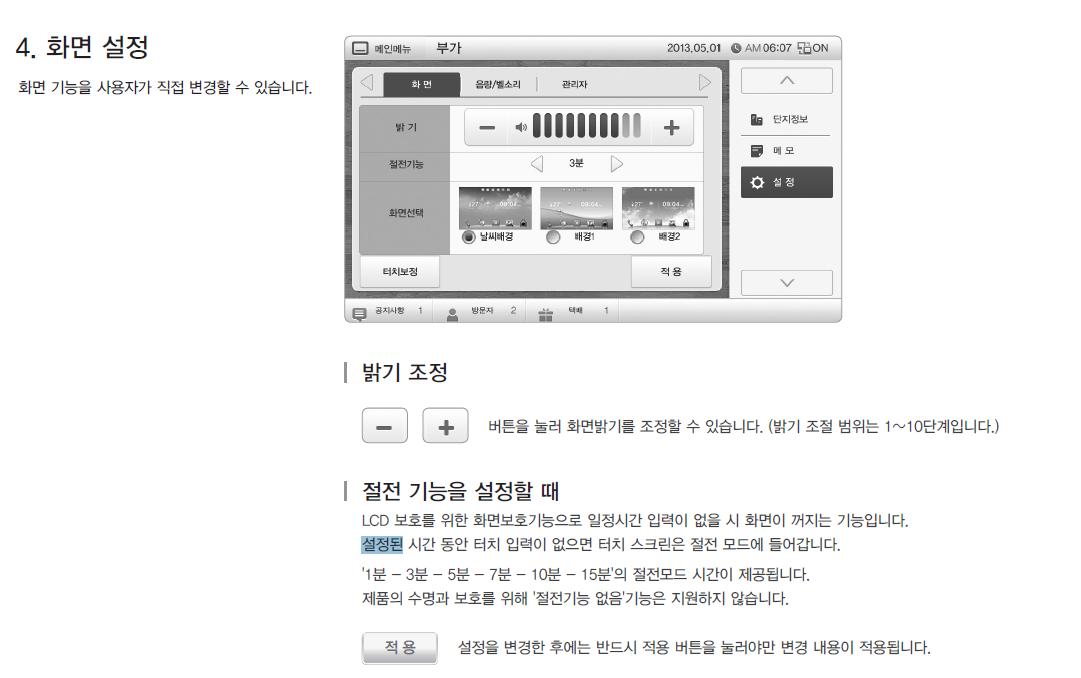 4. 화면 설정
화면 기능을 사용자가 직접 변경할 수 있습니다.
메인메뉴 부가 2013.05.01 AM 06:07 ON
화 면 음량/벨소리 관리자
밝 기
절전기능 3분
화면선택
날씨배경 배경1 배경2
터치보정 적 용
단지정보
메 모
설 정
공지사항 1 방문자 2 택배 1
밝기 조정
버튼을 눌러 화면밝기를 조정할 수 있습니다. (밝기 조절 범위는 1~10단계입니다.)
절전 기능을 설정할 때
LCD 보호를 위한 화면보호기능으로 일정시간 입력이 없을 시 화면이 꺼지는 기능입니다.
설정된 시간 동안 터치 입력이 없으면 터치 스크린은 절전 모드에 들어갑니다.
'1분 – 3분 – 5분 – 7분 – 10분 – 15분'의 절전모드 시간이 제공됩니다.
제품의 수명과 보호를 위해 '절전기능 없음'기능은 지원하지 않습니다.
적 용 설정을 변경한 후에는 반드시 적용 버튼을 눌러야만 변경 내용이 적용됩니다.